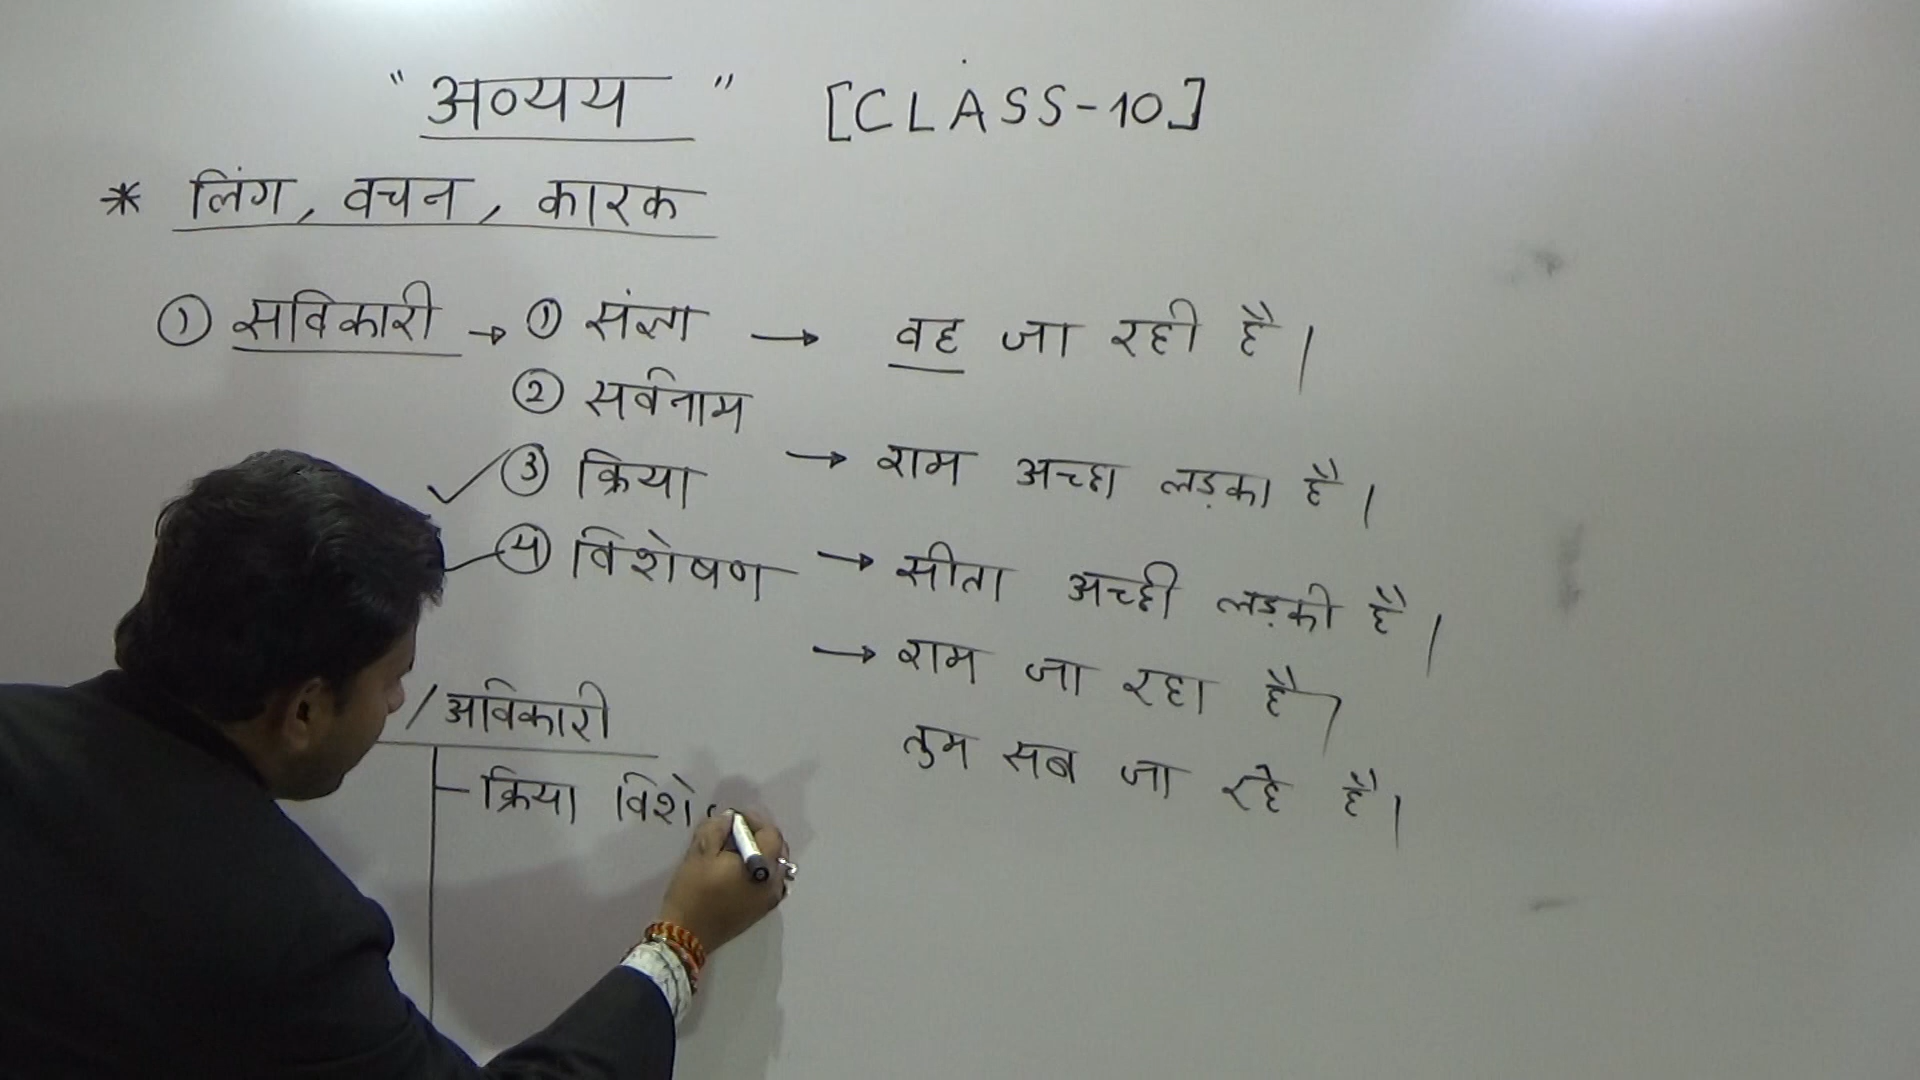 "अव्यय" [CLASS-10]
* लिंग, वचन, कारक
① सविकारी → ① संज्ञा → वह जा रही है।
② सर्वनाम
③ क्रिया → राम अच्छा लड़का है।
④ विशेषण → सीता अच्छी लड़की है।
→ राम जा रहा है।
/अविकारी
तुम सब जा रहे है।
क्रिया विशे